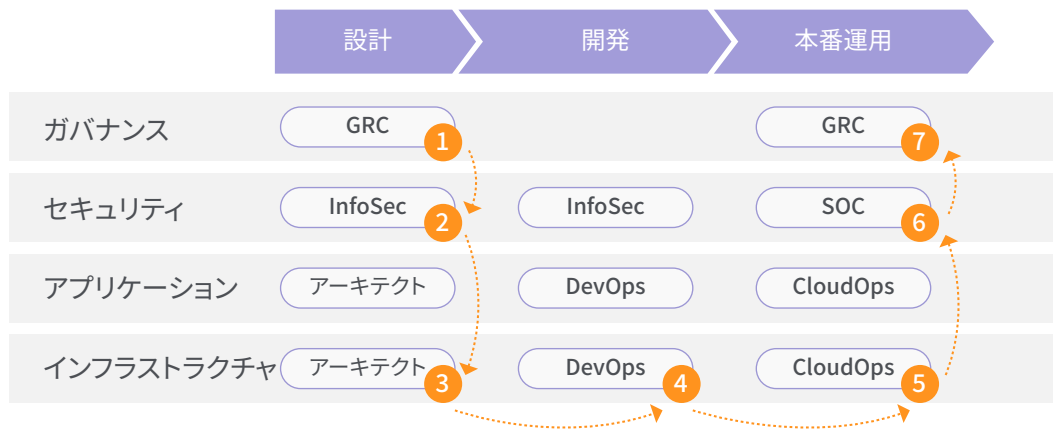 設計 開発 本番運用
ガバナンス GRC 1 GRC 7
セキュリティ InfoSec 2 InfoSec SOC 6
アプリケーション アーキテクト DevOps CloudOps
インフラストラクチャ アーキテクト 3 DevOps 4 CloudOps 5